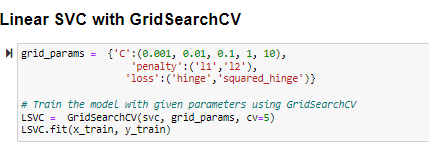 Linear SVC with GridSearchCV
grid_params =  {'C':(0.001, 0.01, 0.1, 1, 10),
'penalty':('l1','l2'),
'loss':('hinge','squared_hinge')}
# Train the model with given parameters using GridSearchCV
LSVC =  GridSearchCV(svc, grid_params, cv=5)
LSVC.fit(x_train, y_train)